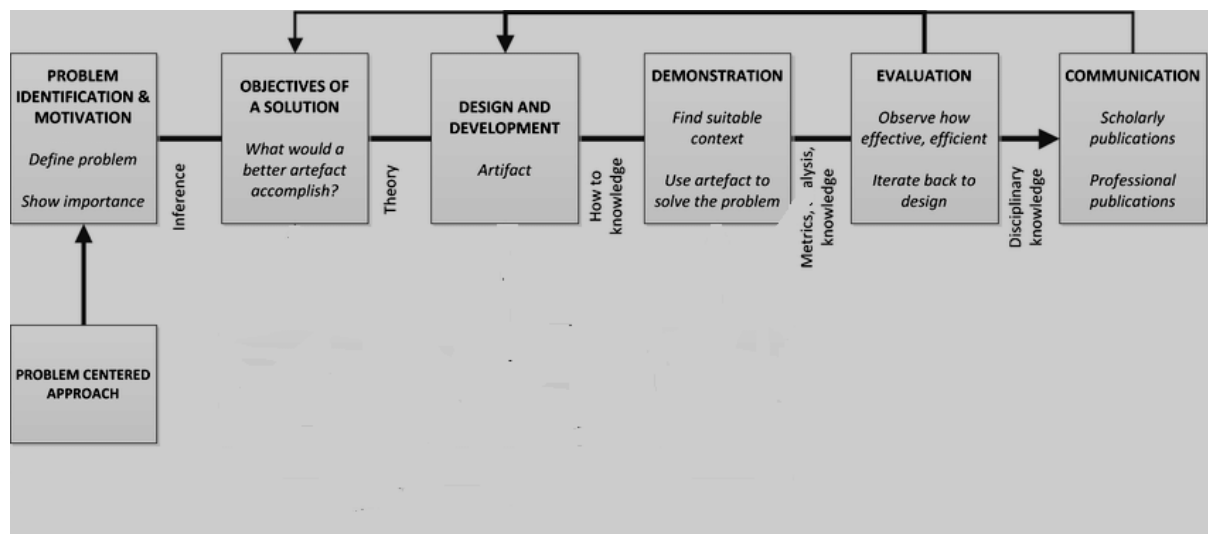 PROBLEM
IDENTIFICATION &
MOTIVATION
Define problem
Show importance
Inference
OBJECTIVES OF
A SOLUTION
What would a
better artefact
accomplish?
Theory
DESIGN AND
DEVELOPMENT
Artifact
How to
knowledge
DEMONSTRATION
Find suitable
context
Use artefact to
solve the problem
Metrics,
knowledge
EVALUATION
Observe how
effective, efficient
Iterate back to
design
Disciplinary
knowledge
COMMUNICATION
Scholarly
publications
Professional
publications
PROBLEM CENTERED
APPROACH